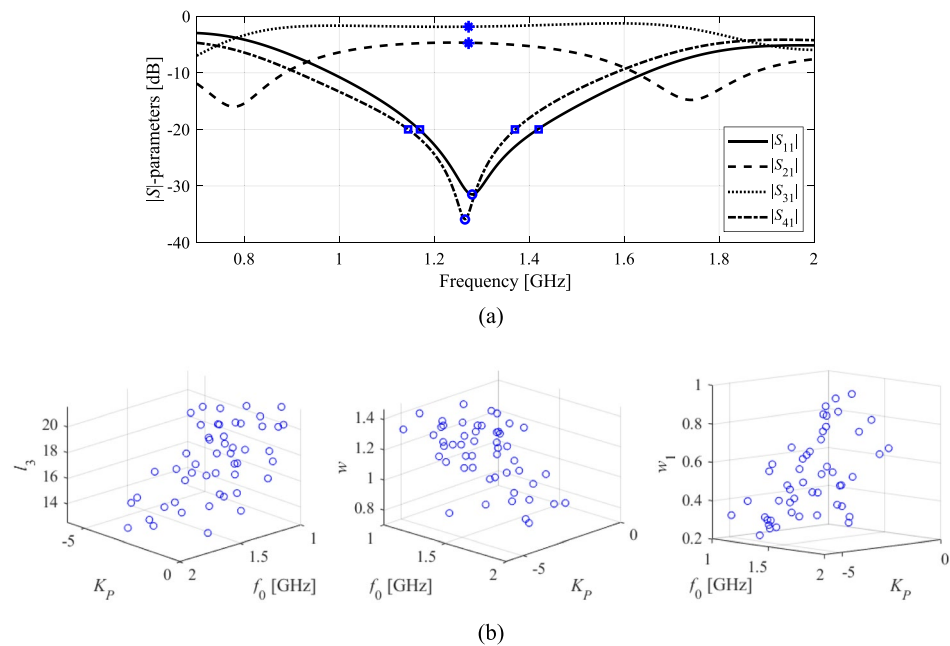 0
-10
-20
-30
-40
|S|-parameters [dB]
|S11|
|S21|
|S31|
|S41|
0.8 1 1.2 1.4 1.6 1.8 2
Frequency [GHz]
(a)
20
18
16
14
l3
-5
0
KP
2
1.5
1
f0 [GHz]
1.4
1.2
1
0.8
w
1
1.5
2
f0 [GHz]
-5
0
KP
1
0.8
0.6
0.4
0.2
w1
1
1.5
2
f0 [GHz]
-5
0
KP
(b)